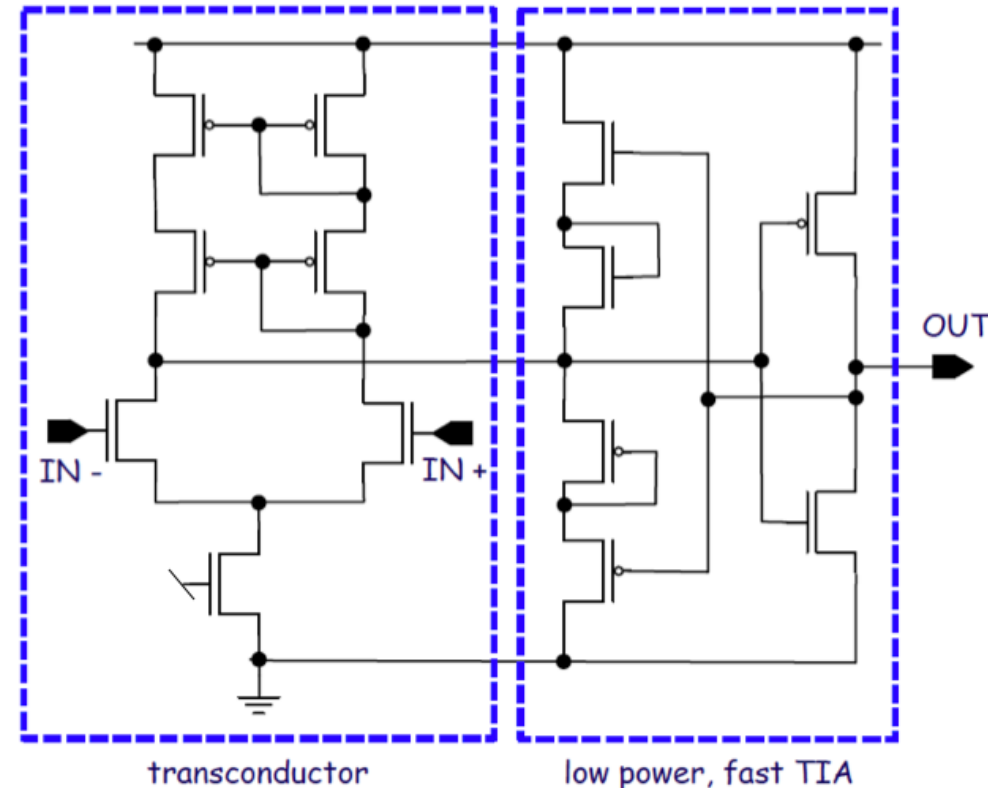 OUT
IN -
IN +
transconductor
low power, fast TIA